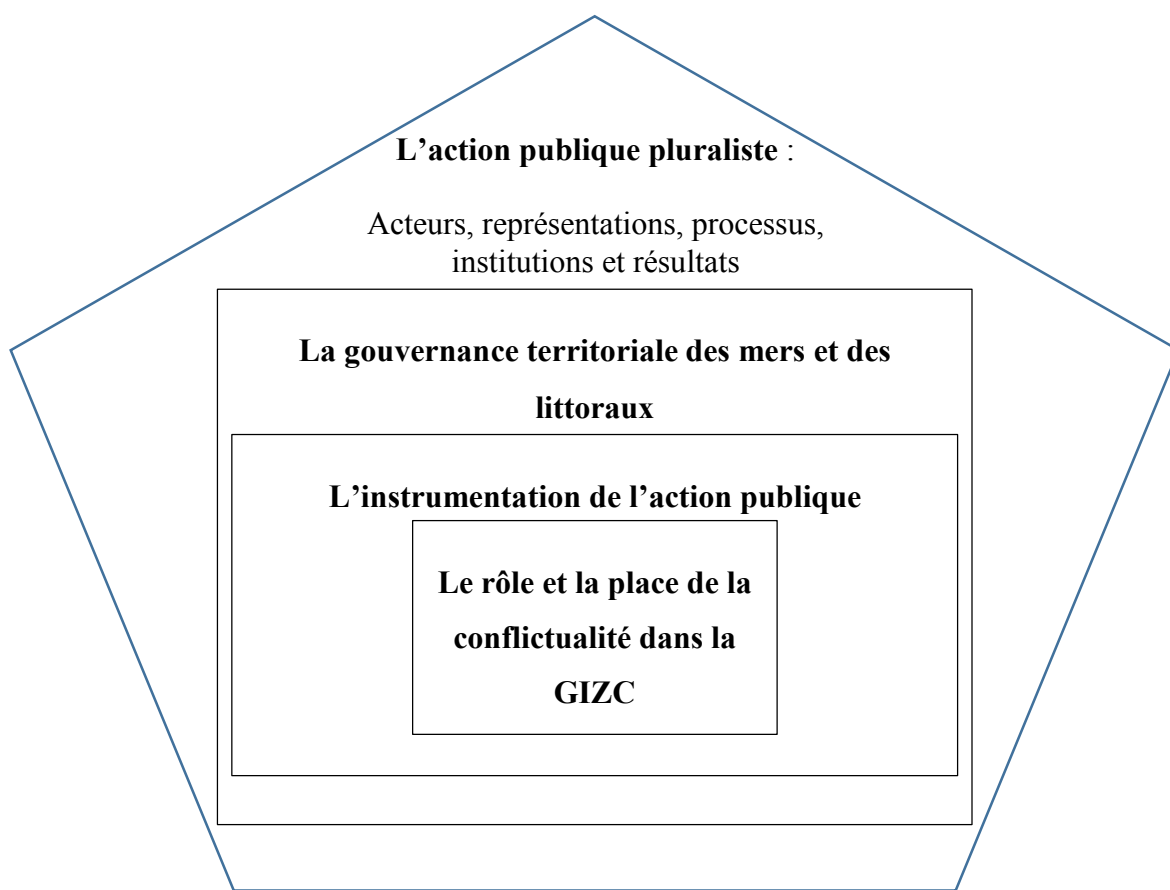 L’action publique pluraliste :
Acteurs, représentations, processus,
institutions et résultats
La gouvernance territoriale des mers et des
littoraux
L’instrumentation de l’action publique
Le rôle et la place de la
conflictualité dans la
GIZC